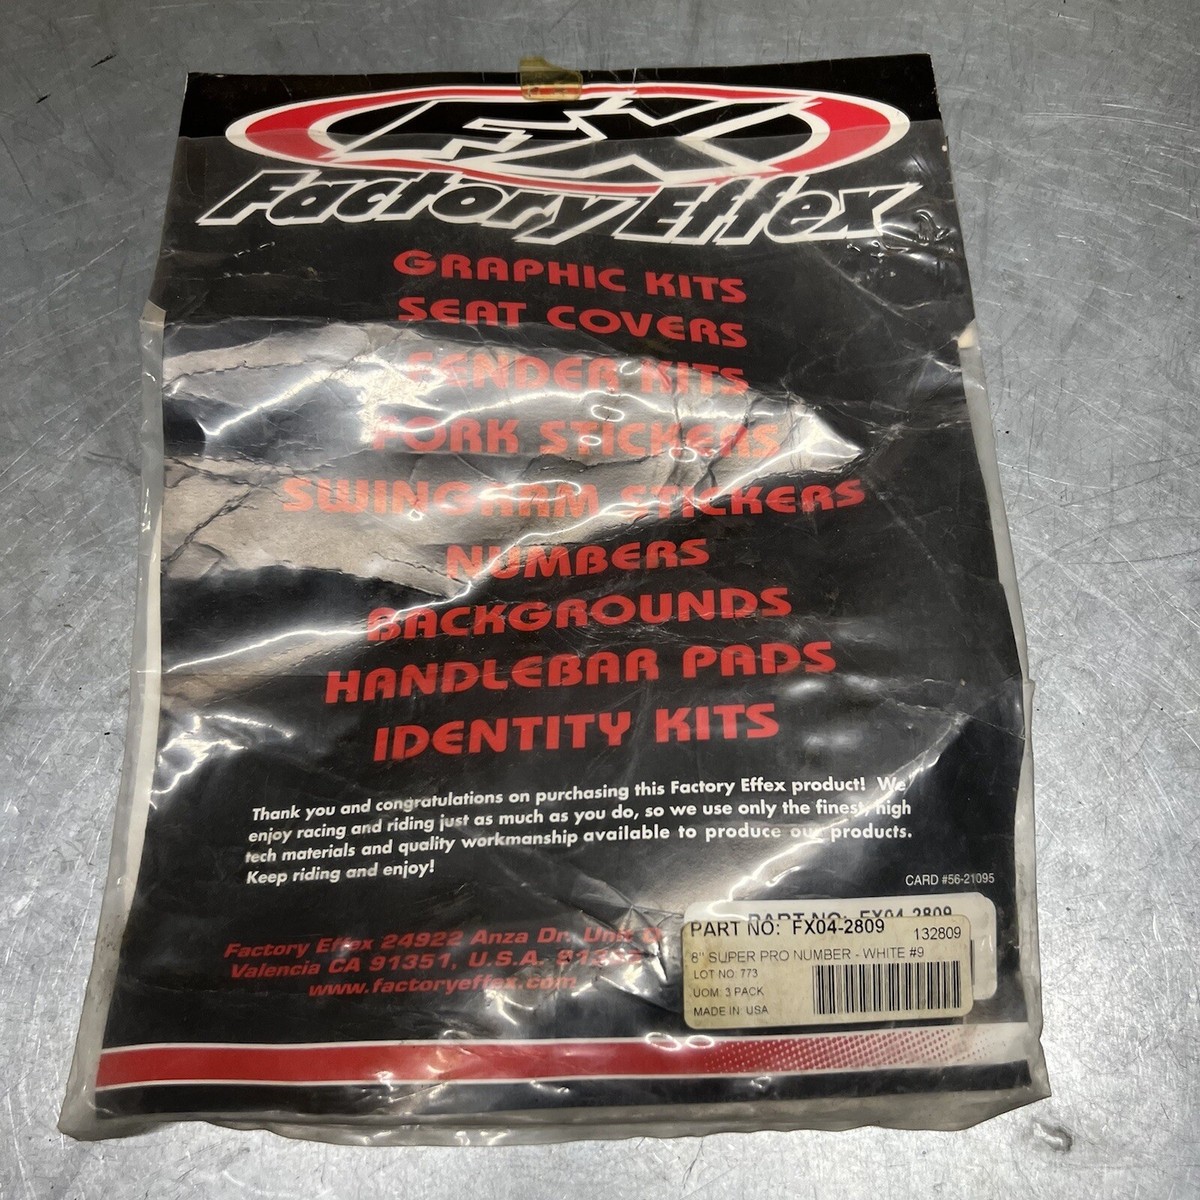 FX
Factory Effex
GRAPHIC KITS
SEAT COVERS
FENDER KITS
FORK STICKERS
SWINGARM STICKERS
NUMBERS
BACKGROUNDS
HANDLEBAR PADS
IDENTITY KITS
Thank you and congratulations on purchasing this Factory Effex product! We
enjoy racing and riding just as much as you do, so we use only the finest, high
tech materials and quality workmanship available to produce our products.
Keep riding and enjoy!
CARD #56-21095
PART NO: FX04-2809
PART NO: FX04-2809
132809
8" SUPER PRO NUMBER - WHITE #9
LOT NO: 773
UOM: 3 PACK
MADE IN: USA
Factory Effex 24922 Anza Dr. Unit
Valencia CA 91351, U.S.A.
www.factoryeffex.com